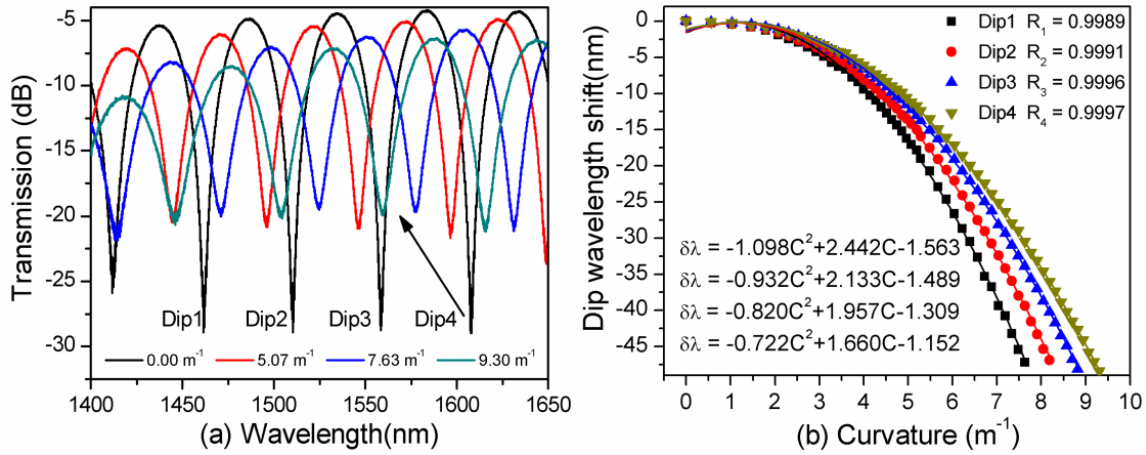 Transmission (dB)
0
-5
-10
-15
-20
-25
-30
Dip1
Dip2
Dip3
Dip4
0.00 m⁻¹
5.07 m⁻¹
7.63 m⁻¹
9.30 m⁻¹
1400
1450
1500
1550
1600
1650
(a) Wavelength(nm)
Dip wavelength shift(nm)
0
-5
-10
-15
-20
-25
-30
-35
-40
-45
Dip1 R₁ = 0.9989
Dip2 R₂ = 0.9991
Dip3 R₃ = 0.9996
Dip4 R₄ = 0.9997
δλ = -1.098C²+2.442C-1.563
δλ = -0.932C²+2.133C-1.489
δλ = -0.820C²+1.957C-1.309
δλ = -0.722C²+1.660C-1.152
0
1
2
3
4
5
6
7
8
9
10
(b) Curvature (m⁻¹)